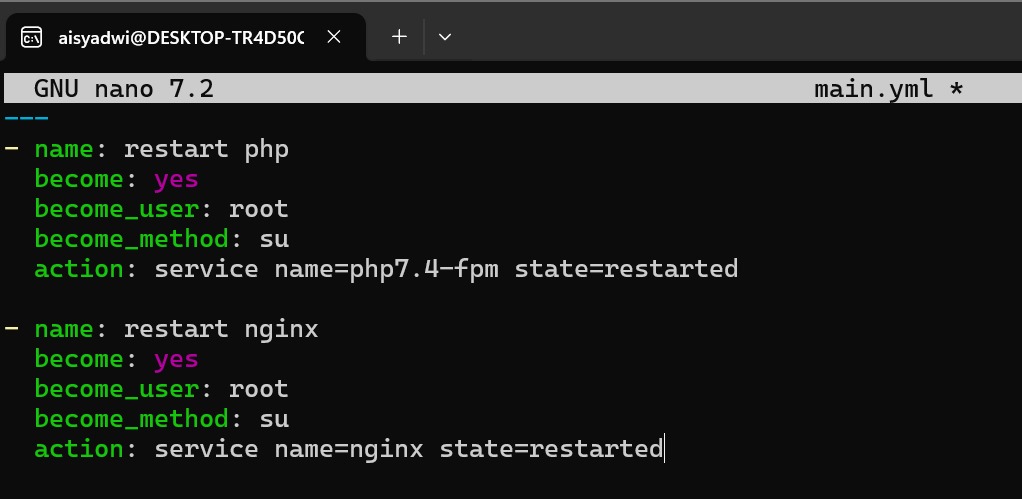 aisyadwi@DESKTOP-TR4D50
GNU nano 7.2 main.yml *
---
- name: restart php
  become: yes
  become_user: root
  become_method: su
  action: service name=php7.4-fpm state=restarted
- name: restart nginx
  become: yes
  become_user: root
  become_method: su
  action: service name=nginx state=restarted